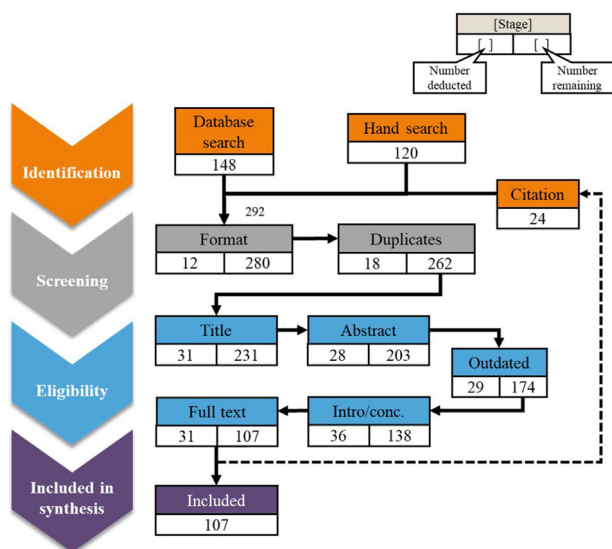 [Stage]
[ ] [ ]
Number deducted
Number remaining
Identification
Database search
148
Hand search
120
Citation
24
292
Screening
Format
12 280
Duplicates
18 262
Eligibility
Title
31 231
Abstract
28 203
Outdated
29 174
Full text
31 107
Intro/conc.
36 138
Included in synthesis
Included
107